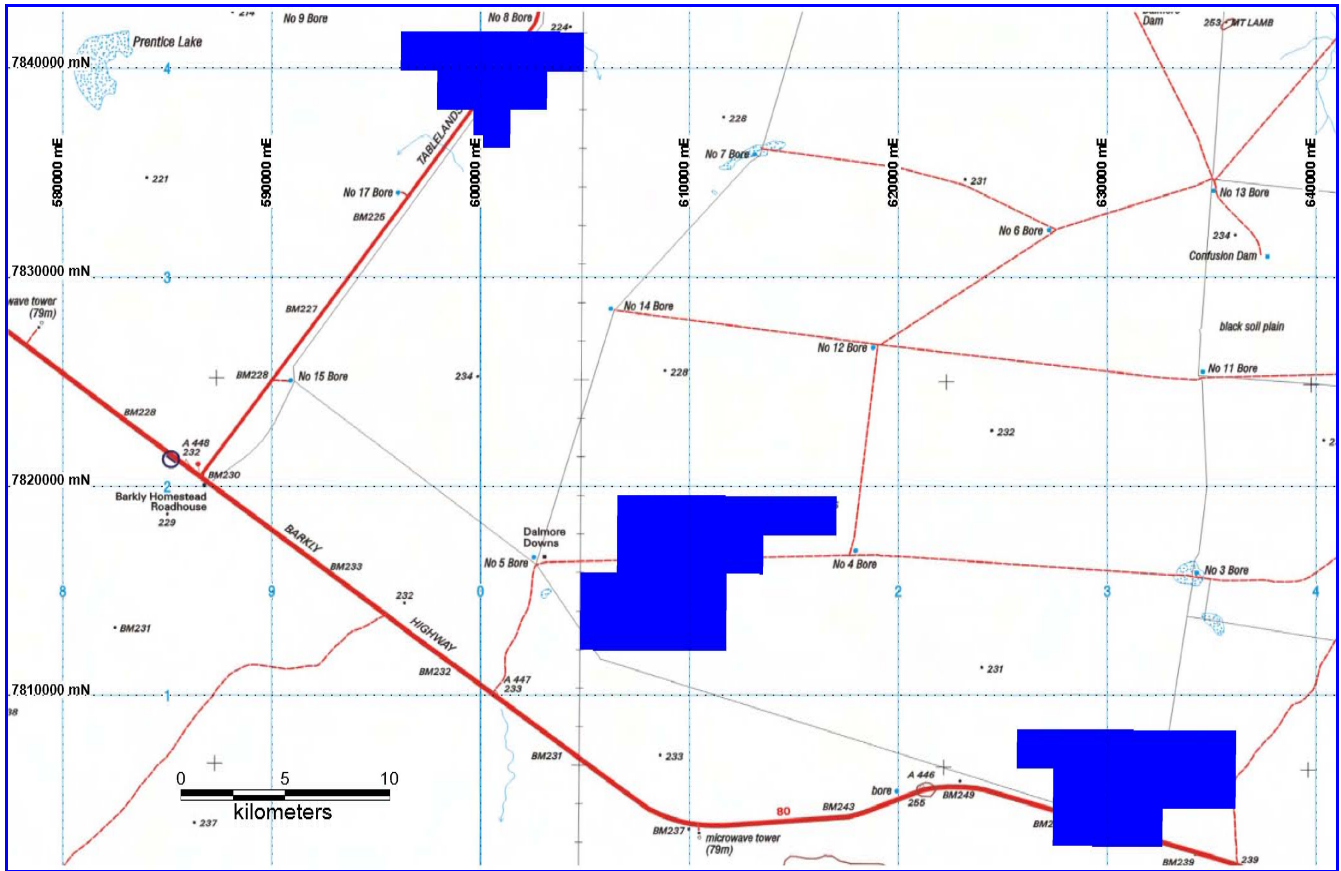 214
No 9 Bore
No 8 Bore
224
Dam
253
MT LAMB
Prentice Lake
7840000 mN
4
228
No 7 Bore
TABLELANDS
580000 mE
590000 mE
600000 mE
610000 mE
620000 mE
630000 mE
640000 mE
221
No 17 Bore
BM225
231
No 13 Bore
No 6 Bore
234
Confusion Dam
7830000 mN
3
wave tower
(79m)
BM227
No 14 Bore
black soil plain
No 12 Bore
BM228
No 15 Bore
234
228
No 11 Bore
BM228
A 448
232
232
BM230
7820000 mN
2
Barkly Homestead
Roadhouse
229
BARKLY
Dalmore
Downs
No 5 Bore
No 4 Bore
No 3 Bore
BM233
8
9
0
2
3
4
232
BM231
HIGHWAY
BM232
A 447
233
231
7810000 mN
1
38
BM231
233
0 5 10
kilometers
A 446
bore
255
BM249
80
BM243
237
BM237
microwave tower
(79m)
BM239
239